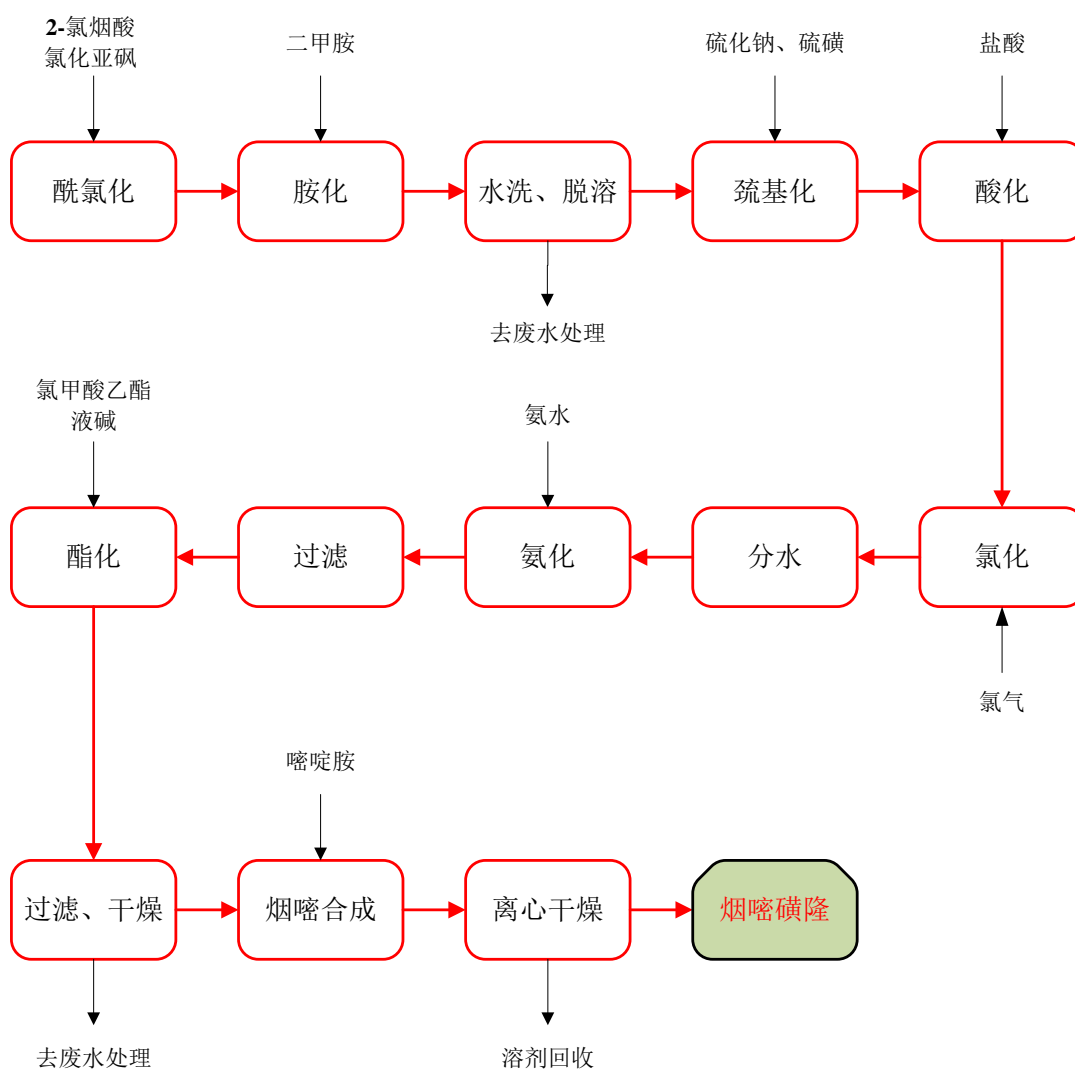 2-氯烟酸
氯化亚砜
二甲胺
硫化钠、硫磺
盐酸
酰氯化
胺化
水洗、脱溶
巯基化
酸化
去废水处理
氯甲酸乙酯
液碱
氨水
酯化
过滤
氨化
分水
氯化
氯气
嘧啶胺
过滤、干燥
烟嘧合成
离心干燥
烟嘧磺隆
去废水处理
溶剂回收